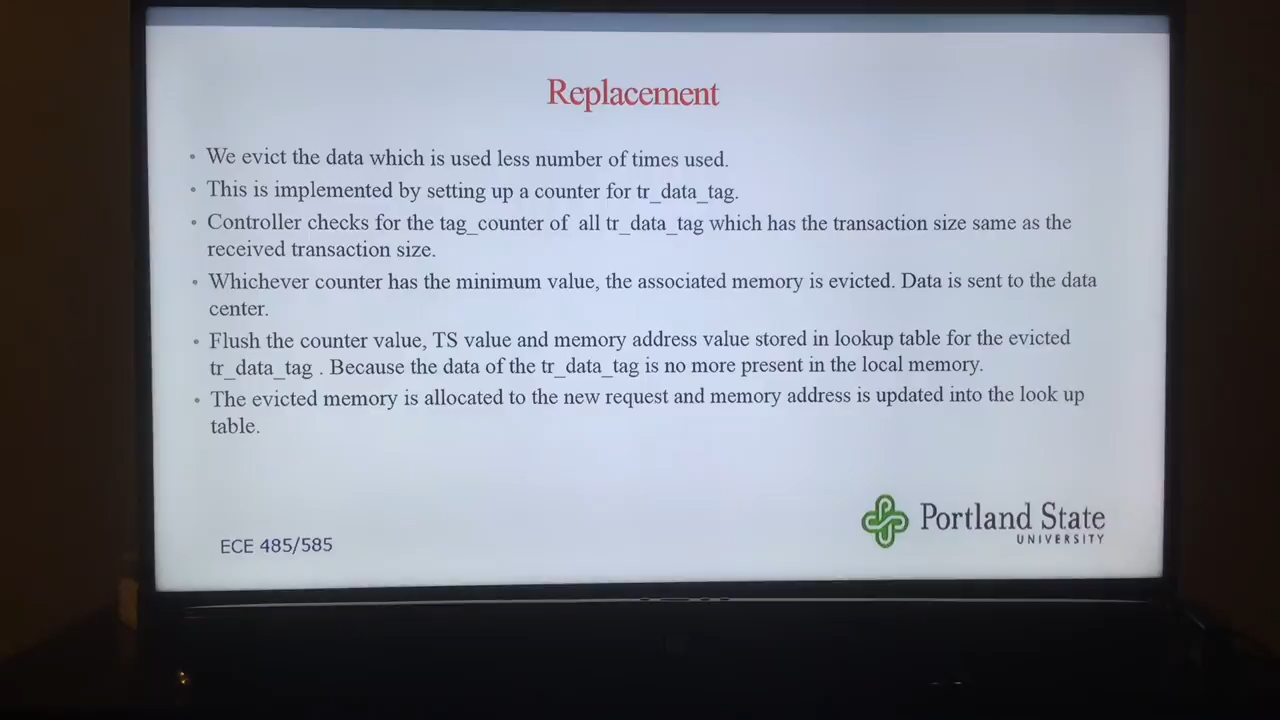 Replacement
• We evict the data which is used less number of times used.
• This is implemented by setting up a counter for tr_data_tag.
• Controller checks for the tag_counter of all tr_data_tag which has the transaction size same as the
received transaction size.
• Whichever counter has the minimum value, the associated memory is evicted. Data is sent to the data
center.
• Flush the counter value, TS value and memory address value stored in lookup table for the evicted
tr_data_tag . Because the data of the tr_data_tag is no more present in the local memory.
• The evicted memory is allocated to the new request and memory address is updated into the look up
table.
Portland State
UNIVERSITY
ECE 485/585